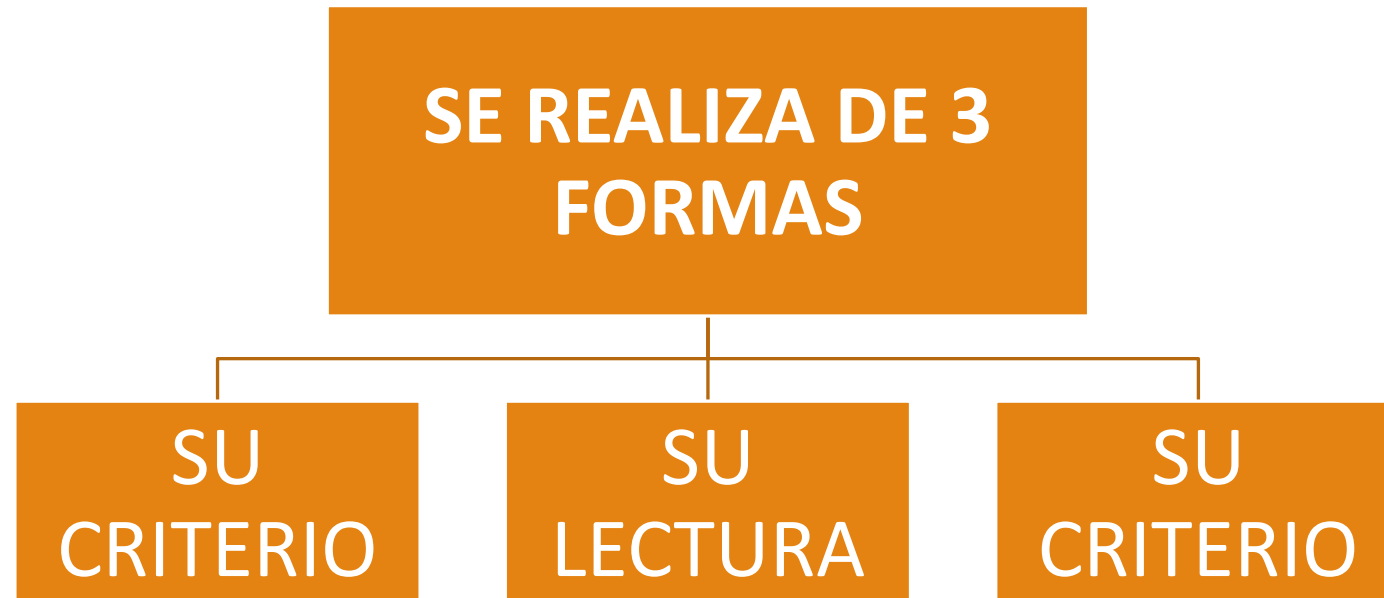 SE REALIZA DE 3
FORMAS
SU
CRITERIO
SU
LECTURA
SU
CRITERIO